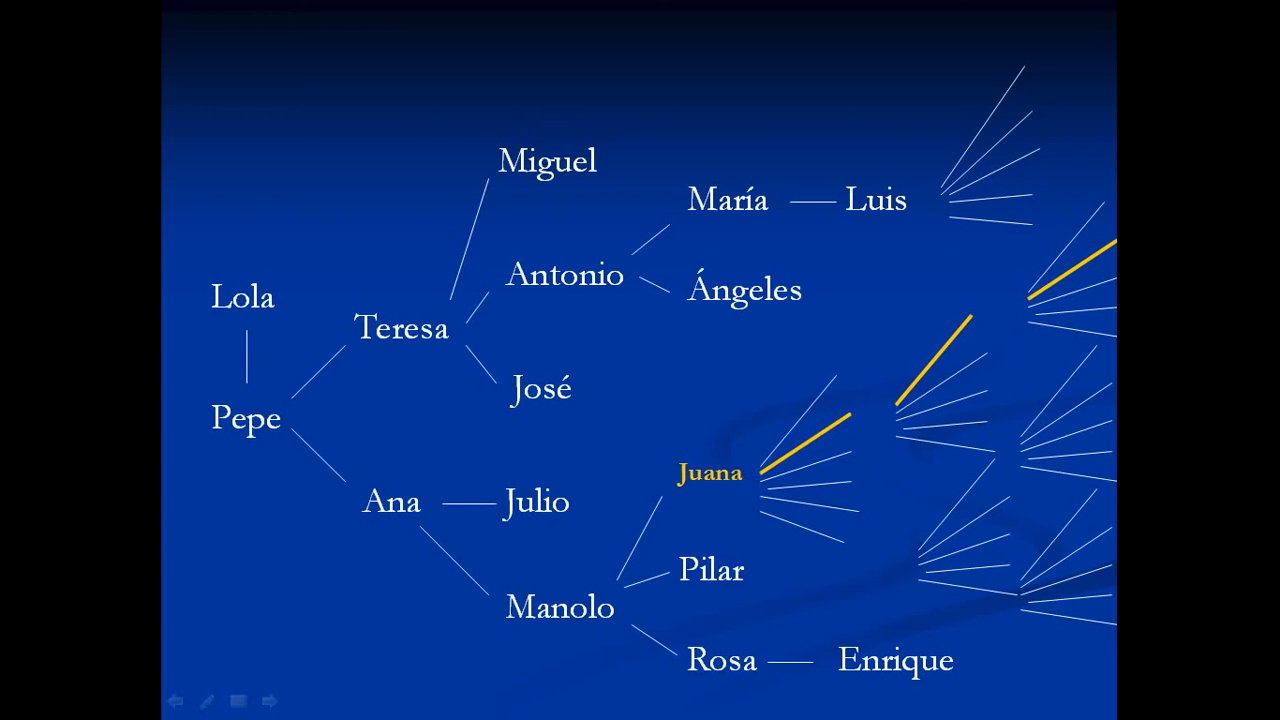 Miguel
María
Luis
Antonio
Ángeles
Lola
Teresa
José
Pepe
Juana
Ana
Julio
Pilar
Manolo
Rosa
Enrique